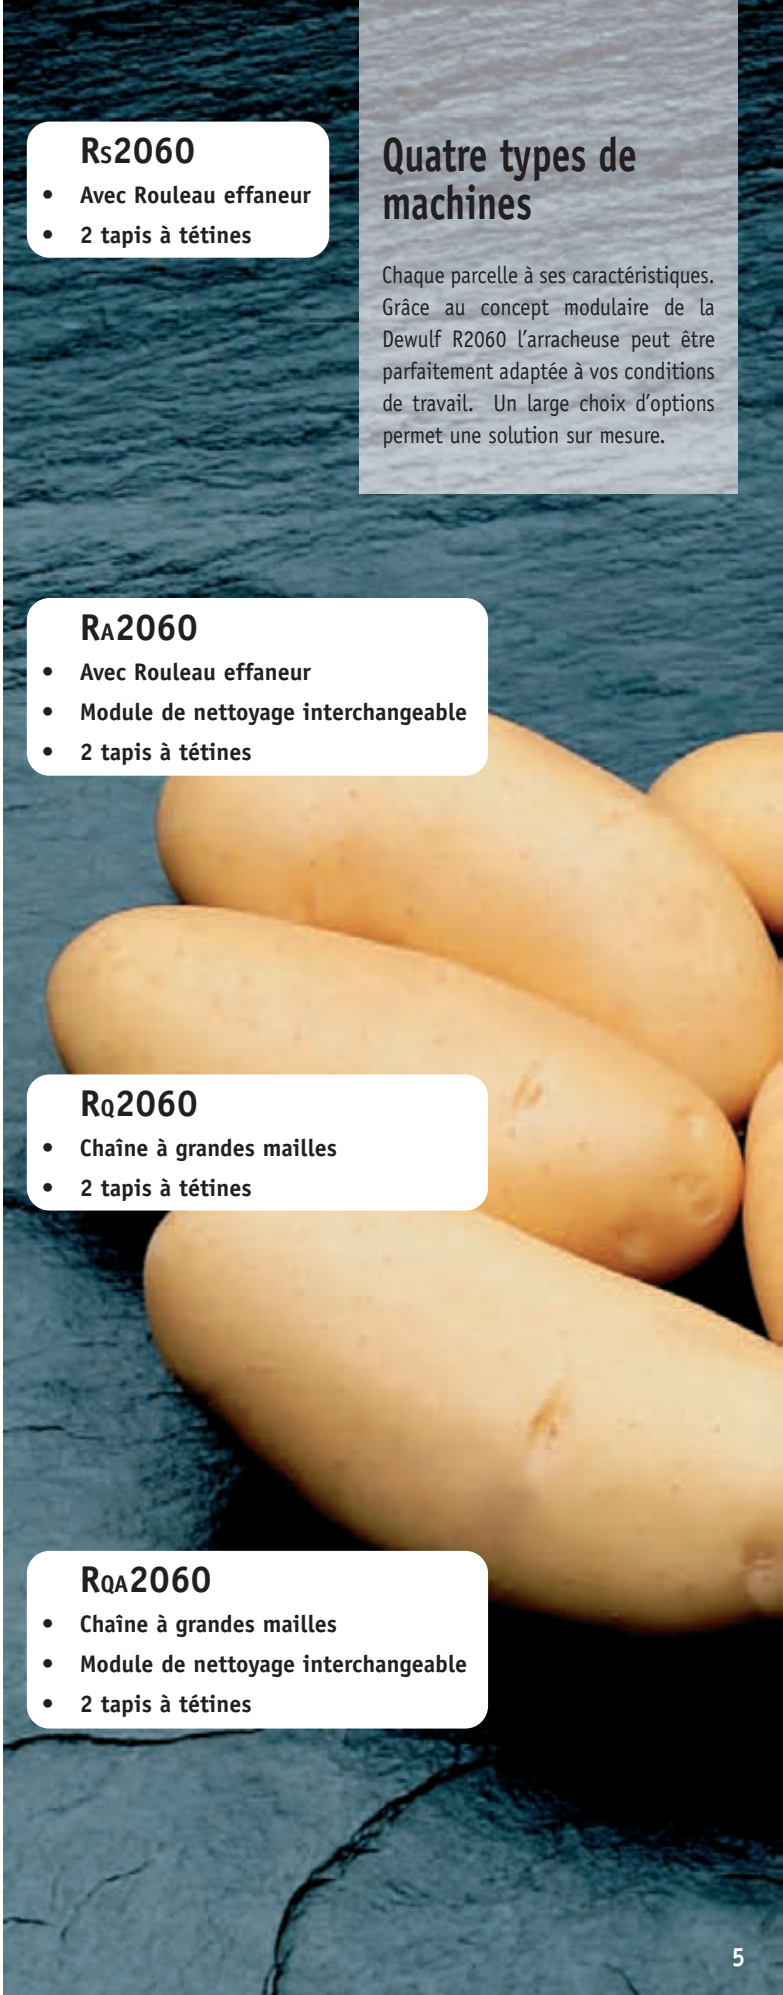 RS2060
• Avec Rouleau effaneur
• 2 tapis à tétines
Quatre types de
machines
Chaque parcelle à ses caractéristiques.
Grâce au concept modulaire de la
Dewulf R2060 l’arracheuse peut être
parfaitement adaptée à vos conditions
de travail. Un large choix d’options
permet une solution sur mesure.
RA2060
• Avec Rouleau effaneur
• Module de nettoyage interchangeable
• 2 tapis à tétines
RQ2060
• Chaîne à grandes mailles
• 2 tapis à tétines
RQA2060
• Chaîne à grandes mailles
• Module de nettoyage interchangeable
• 2 tapis à tétines
5